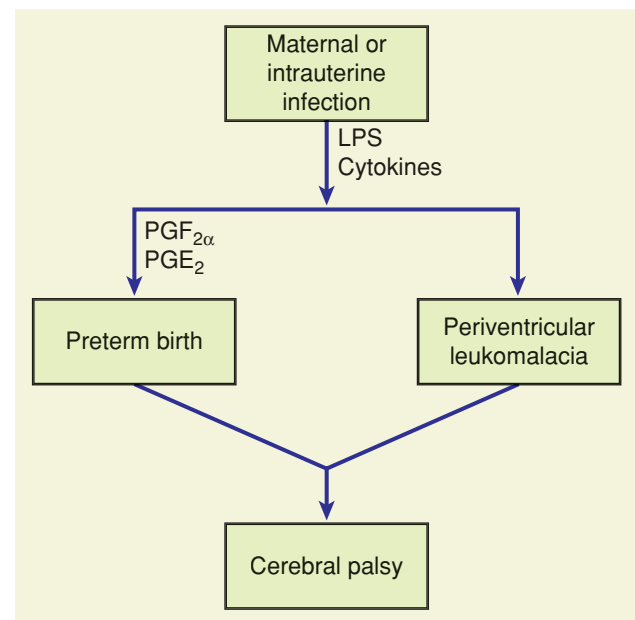 Maternal or
intrauterine
infection
LPS
Cytokines
PGF2α
PGE2
Preterm birth
Periventricular
leukomalacia
Cerebral palsy